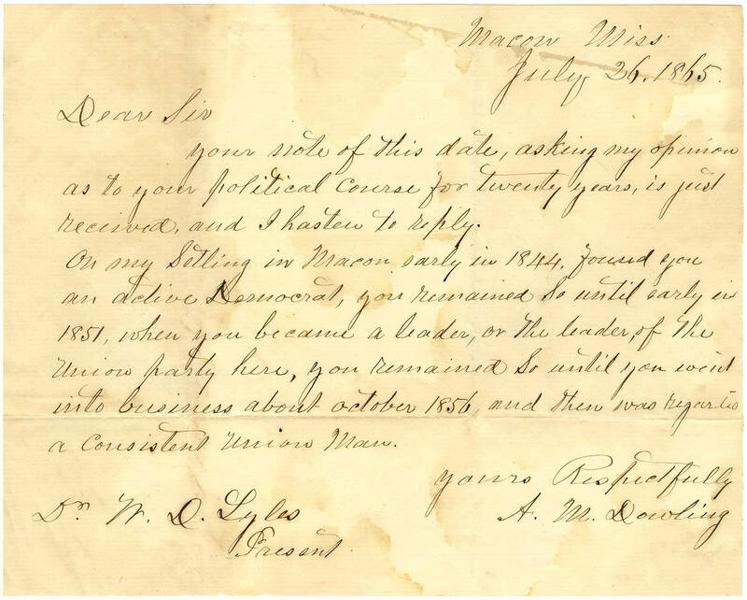 Macon Miss
July 26. 1865.
Dear Sir
your note of this date, asking my opinion
as to your political course for twenty years, is just
received, and I hasten to reply.
On my Setling in Macon early in 1844, found you
an active Democrat, you remained So until early in
1851, when you became a leader, or the leader, of the
Union party here, you remained So until you went
into business about october 1856, and then was
a consistent Union Man.
yours Respectfully
Dr. W. D. Lyles
A. M. Dowling
Present.